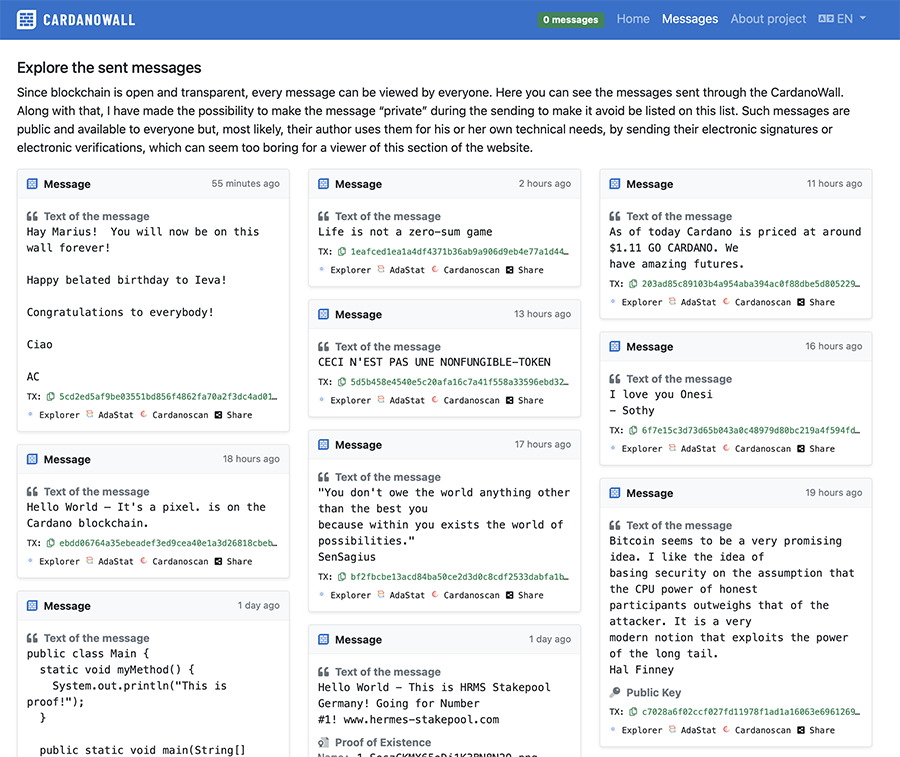 CARDANOWALL
0 messages
Home
Messages
About project
EN
Explore the sent messages
Since blockchain is open and transparent, every message can be viewed by everyone. Here you can see the messages sent through the CardanoWall.
Along with that, I have made the possibility to make the message “private” during the sending to make it avoid be listed on this list. Such messages are
public and available to everyone but, most likely, their author uses them for his or her own technical needs, by sending their electronic signatures or
electronic verifications, which can seem too boring for a viewer of this section of the website.
Message 55 minutes ago
Text of the message
Hay Marius!  You will now be on this
wall forever!
Happy belated birthday to Ieva!
Congratulations to everybody!
Ciao
AC
TX: 5cd2ed5af9be03551bd856f4862fa70a2f3dc4ad01…
Explorer AdaStat Cardanoscan Share
Message 18 hours ago
Text of the message
Hello World – It's a pixel. is on the
Cardano blockchain.
TX: ebdd06764a35ebeadef3ed9cea40e1a3d26818cbeb…
Explorer AdaStat Cardanoscan Share
Message 1 day ago
Text of the message
public class Main {
static void myMethod() {
System.out.println("This is
proof!");
}
public static void main(String[]
Message 2 hours ago
Text of the message
Life is not a zero-sum game
TX: 1eafced1ea1a4df4371b36ab9a906d9eb4e77a1d44…
Explorer AdaStat Cardanoscan Share
Message 13 hours ago
Text of the message
CECI N'EST PAS UNE NONFUNGIBLE-TOKEN
TX: 5d5b458e4540e5c20afa16c7a41f558a33596ebd32…
Explorer AdaStat Cardanoscan Share
Message 17 hours ago
Text of the message
"You don't owe the world anything other
than the best you
because within you exists the world of
possibilities."
SenSagius
TX: bf2fbcbe13acd84ba50ce2d3d0c8cdf2533dabfa1b…
Explorer AdaStat Cardanoscan Share
Message 1 day ago
Text of the message
Hello World - This is HRMS Stakepool
Germany! Going for Number
#1! www.hermes-stakepool.com
Proof of Existence
Message 11 hours ago
Text of the message
As of today Cardano is priced at around
$1.11 GO CARDANO. We
have amazing futures.
TX: 203ad85c89103b4a954aba394ac0f88dbe5d805229…
Explorer AdaStat Cardanoscan Share
Message 16 hours ago
Text of the message
I love you Onesi
– Sothy
TX: 6f7e15c3d73d65b043a0c48979d80bc219a4f594fd…
Explorer AdaStat Cardanoscan Share
Message 19 hours ago
Text of the message
Bitcoin seems to be a very promising
idea. I like the idea of
basing security on the assumption that
the CPU power of honest
participants outweighs that of the
attacker. It is a very
modern notion that exploits the power
of the long tail.
Hal Finney
Public Key
TX: c7028a6f02ccf027fd11978f1ad1a16063e6961269…
Explorer AdaStat Cardanoscan Share